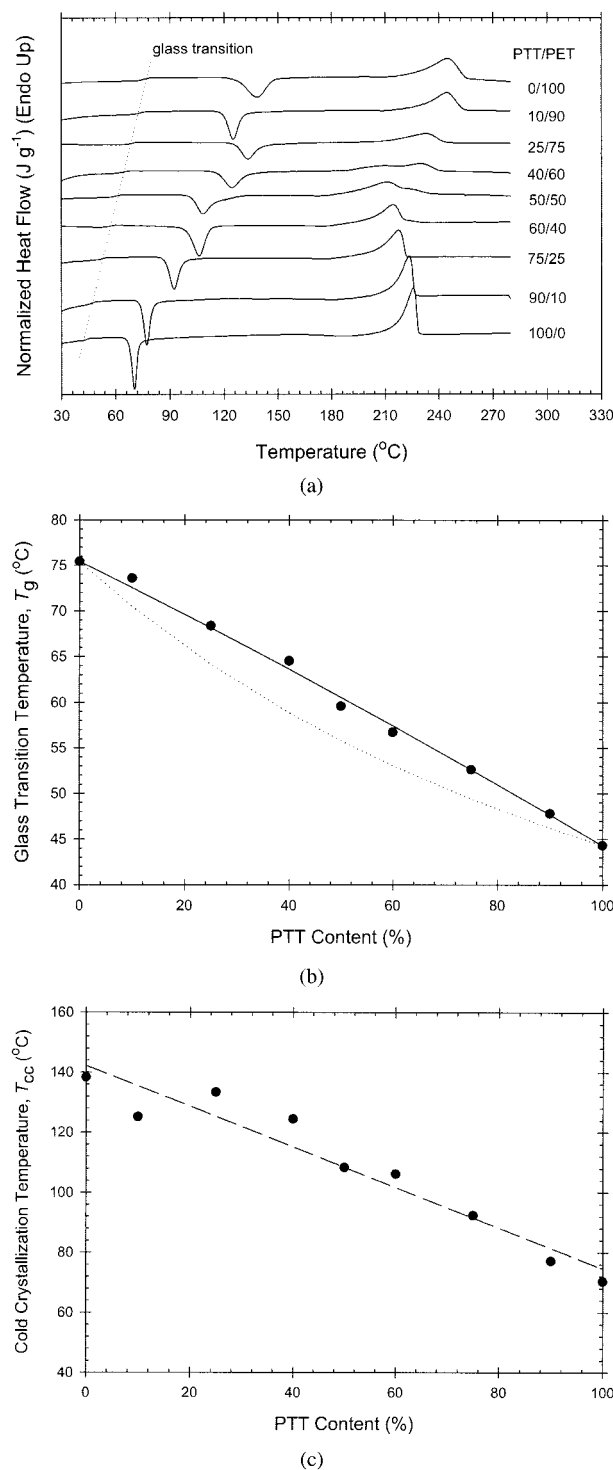 glass transition
PTT/PET
0/100
10/90
25/75
40/60
50/50
60/40
75/25
90/10
100/0
Normalized Heat Flow (J g⁻¹) (Endo Up)
30 60 90 120 150 180 210 240 270 300 330
Temperature (°C)
(a)
80
75
70
65
60
55
50
45
40
Glass Transition Temperature, Tg (°C)
0 20 40 60 80 100
PTT Content (%)
(b)
160
140
120
100
80
60
40
Cold Crystallization Temperature, Tcc (°C)
0 20 40 60 80 100
PTT Content (%)
(c)